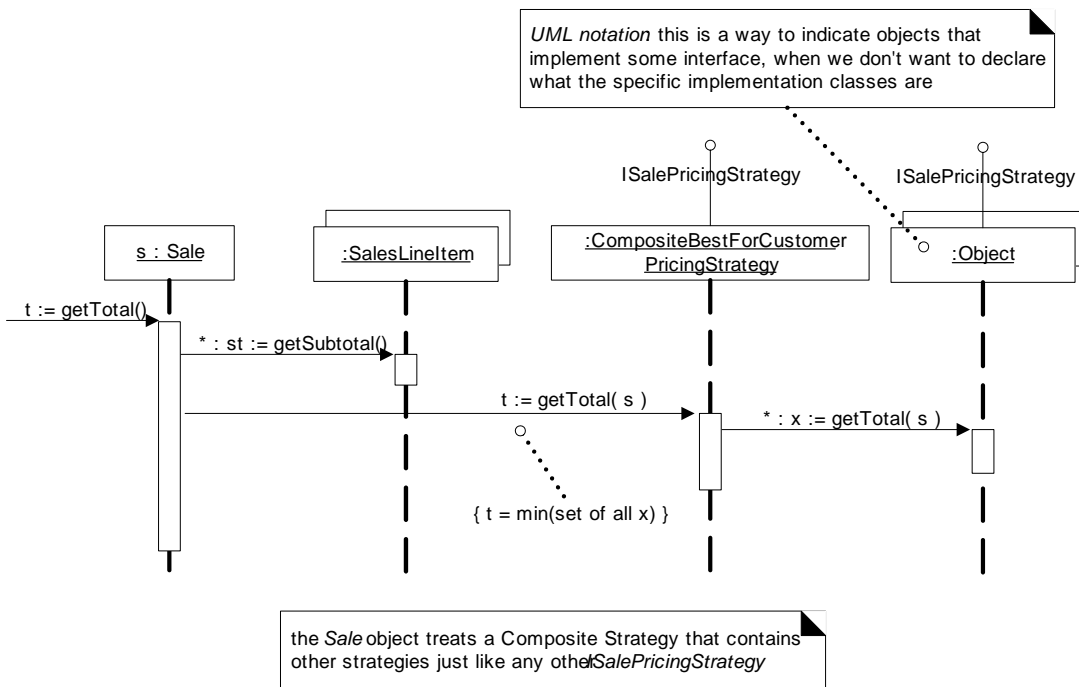 UML notation this is a way to indicate objects that
implement some interface, when we don't want to declare
what the specific implementation classes are
ISalePricingStrategy
ISalePricingStrategy
s : Sale
:SalesLineItem
:CompositeBestForCustomer
PricingStrategy
:Object
t := getTotal()
* : st := getSubtotal()
t := getTotal( s )
* : x := getTotal( s )
{ t = min(set of all x) }
the Sale object treats a Composite Strategy that contains
other strategies just like any other ISalePricingStrategy